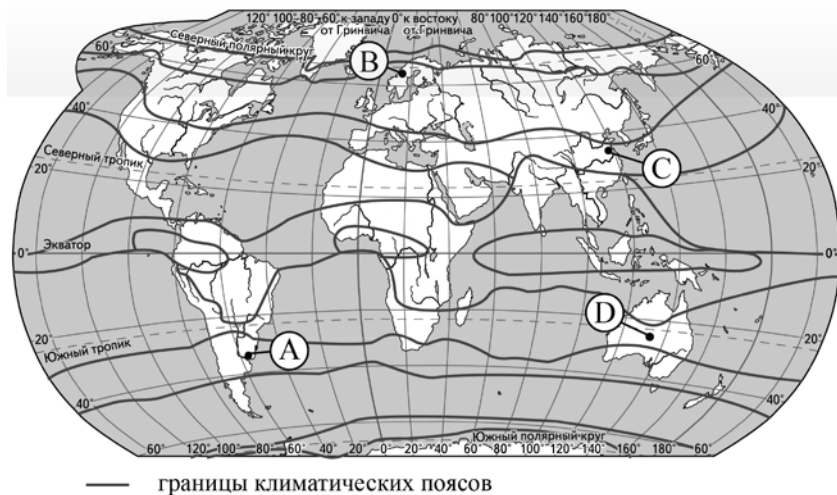 120° 100° 80° 60° к западу 0° к востоку 80° 100° 120° 140° 160° 180°
от Гринвича от Гринвича
Северный полярный круг
60° 60°
B
40° 40°
C
Северный тропик
20° 20°
Экватор
0° 0°
D
20° 20°
A
Южный тропик
40° 40°
Южный полярный круг
60° 120° 100° 80° 60° 40° 20° 0° 20° 40° 60° 80° 100° 120° 140° 160° 180° 60°
границы климатических поясов